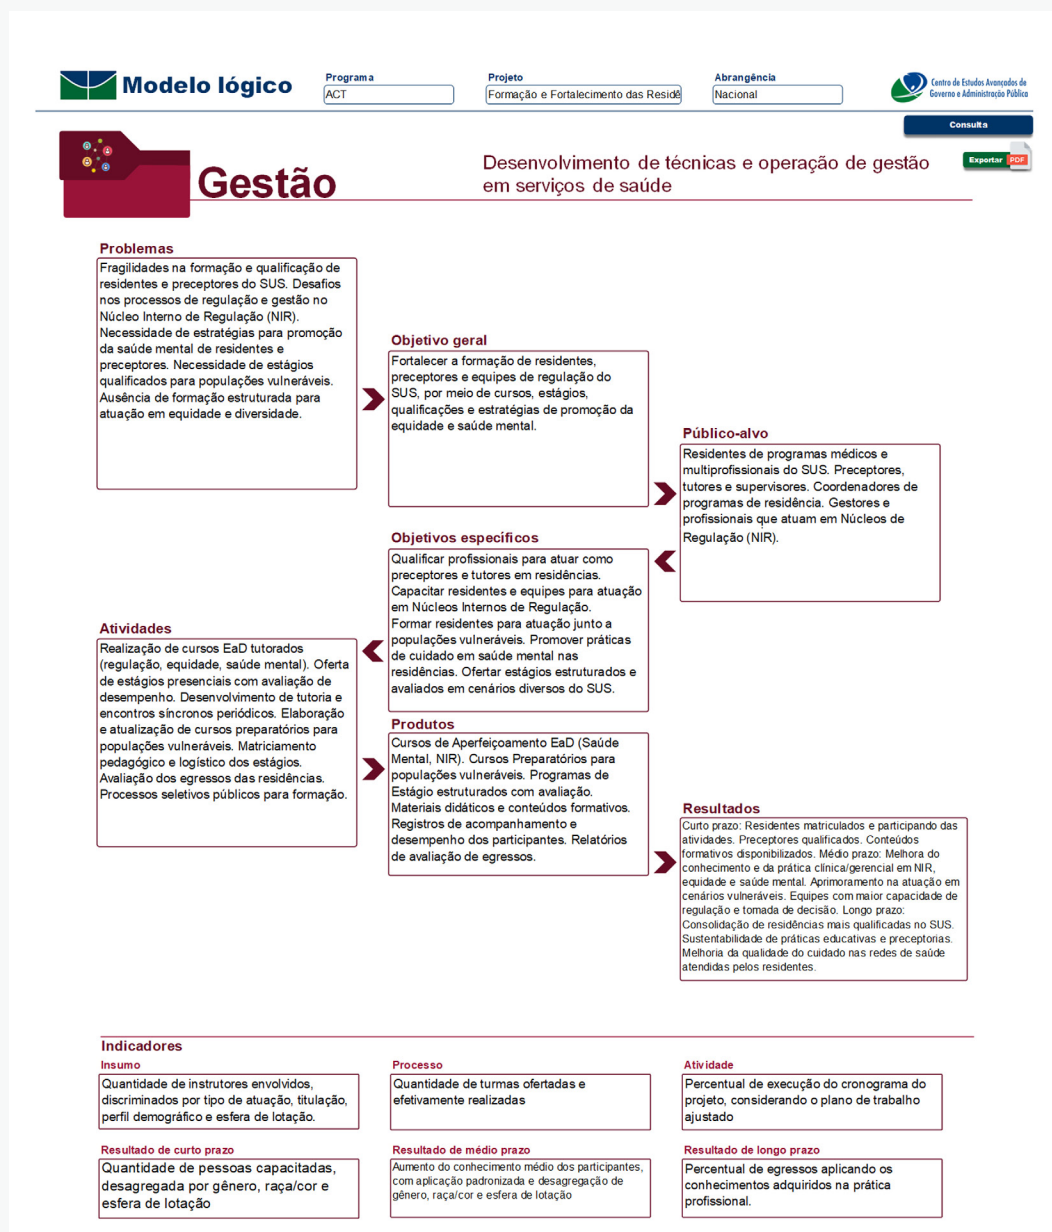 Modelo lógico
Programa
ACT
Projeto
Formação e Fortalecimento das Residê
Abrangência
Nacional
Centro de Estudos Avançados de
Governo e Administração Pública
Consulta
Exportar PDF
Gestão
Desenvolvimento de técnicas e operação de gestão
em serviços de saúde
Problemas
Fragilidades na formação e qualificação de
residentes e preceptores do SUS. Desafios
nos processos de regulação e gestão no
Núcleo Interno de Regulação (NIR).
Necessidade de estratégias para promoção
da saúde mental de residentes e
preceptores. Necessidade de estágios
qualificados para populações vulneráveis.
Ausência de formação estruturada para
atuação em equidade e diversidade.
Objetivo geral
Fortalecer a formação de residentes,
preceptores e equipes de regulação do
SUS, por meio de cursos, estágios,
qualificações e estratégias de promoção da
equidade e saúde mental.
Público-alvo
Residentes de programas médicos e
multiprofissionais do SUS. Preceptores,
tutores e supervisores. Coordenadores de
programas de residência. Gestores e
profissionais que atuam em Núcleos de
Regulação (NIR).
Objetivos específicos
Qualificar profissionais para atuar como
preceptores e tutores em residências.
Capacitar residentes e equipes para atuação
em Núcleos Internos de Regulação.
Formar residentes para atuação junto a
populações vulneráveis. Promover práticas
de cuidado em saúde mental nas
residências. Ofertar estágios estruturados e
avaliados em cenários diversos do SUS.
Atividades
Realização de cursos EaD tutorados
(regulação, equidade, saúde mental). Oferta
de estágios presenciais com avaliação de
desempenho. Desenvolvimento de tutoria e
encontros síncronos periódicos. Elaboração
e atualização de cursos preparatórios para
populações vulneráveis. Matriciamento
pedagógico e logístico dos estágios.
Avaliação dos egressos das residências.
Processos seletivos públicos para formação.
Produtos
Cursos de Aperfeiçoamento EaD (Saúde
Mental, NIR). Cursos Preparatórios para
populações vulneráveis. Programas de
Estágio estruturados com avaliação.
Materiais didáticos e conteúdos formativos.
Registros de acompanhamento e
desempenho dos participantes. Relatórios
de avaliação de egressos.
Resultados
Curto prazo: Residentes matriculados e participando das
atividades. Preceptores qualificados. Conteúdos
formativos disponibilizados. Médio prazo: Melhora do
conhecimento e da prática clínica/gerencial em NIR,
equidade e saúde mental. Aprimoramento na atuação em
cenários vulneráveis. Equipes com maior capacidade de
regulação e tomada de decisão. Longo prazo:
Consolidação de residências mais qualificadas no SUS.
Sustentabilidade de práticas educativas e preceptorias.
Melhoria da qualidade do cuidado nas redes de saúde
atendidas pelos residentes.
Indicadores
Insumo
Quantidade de instrutores envolvidos,
discriminados por tipo de atuação, titulação,
perfil demográfico e esfera de lotação.
Processo
Quantidade de turmas ofertadas e
efetivamente realizadas
Atividade
Percentual de execução do cronograma do
projeto, considerando o plano de trabalho
ajustado
Resultado de curto prazo
Quantidade de pessoas capacitadas,
desagregada por gênero, raça/cor e
esfera de lotação
Resultado de médio prazo
Aumento do conhecimento médio dos participantes,
com aplicação padronizada e desagregação de
gênero, raça/cor e esfera de lotação
Resultado de longo prazo
Percentual de egressos aplicando os
conhecimentos adquiridos na prática
profissional.